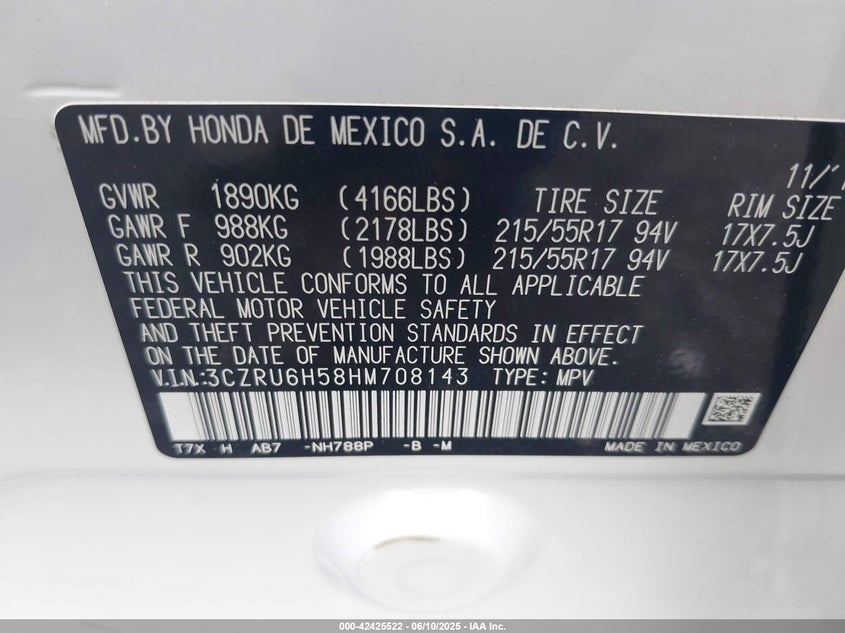 MFD.BY HONDA DE MEXICO S.A. DE C.V.
11/1
GVWR 1890KG (4166LBS) TIRE SIZE RIM SIZE
GAWR F 988KG (2178LBS) 215/55R17 94V 17X7.5J
GAWR R 902KG (1988LBS) 215/55R17 94V 17X7.5J
THIS VEHICLE CONFORMS TO ALL APPLICABLE
FEDERAL MOTOR VEHICLE SAFETY
AND THEFT PREVENTION STANDARDS IN EFFECT
ON THE DATE OF MANUFACTURE SHOWN ABOVE.
V.I.N.:3CZRU6H58HM708143 TYPE: MPV
T7X H AB7 -NH788P -B -M MADE IN MEXICO
000-42425522 - 06/10/2025 - IAA Inc.